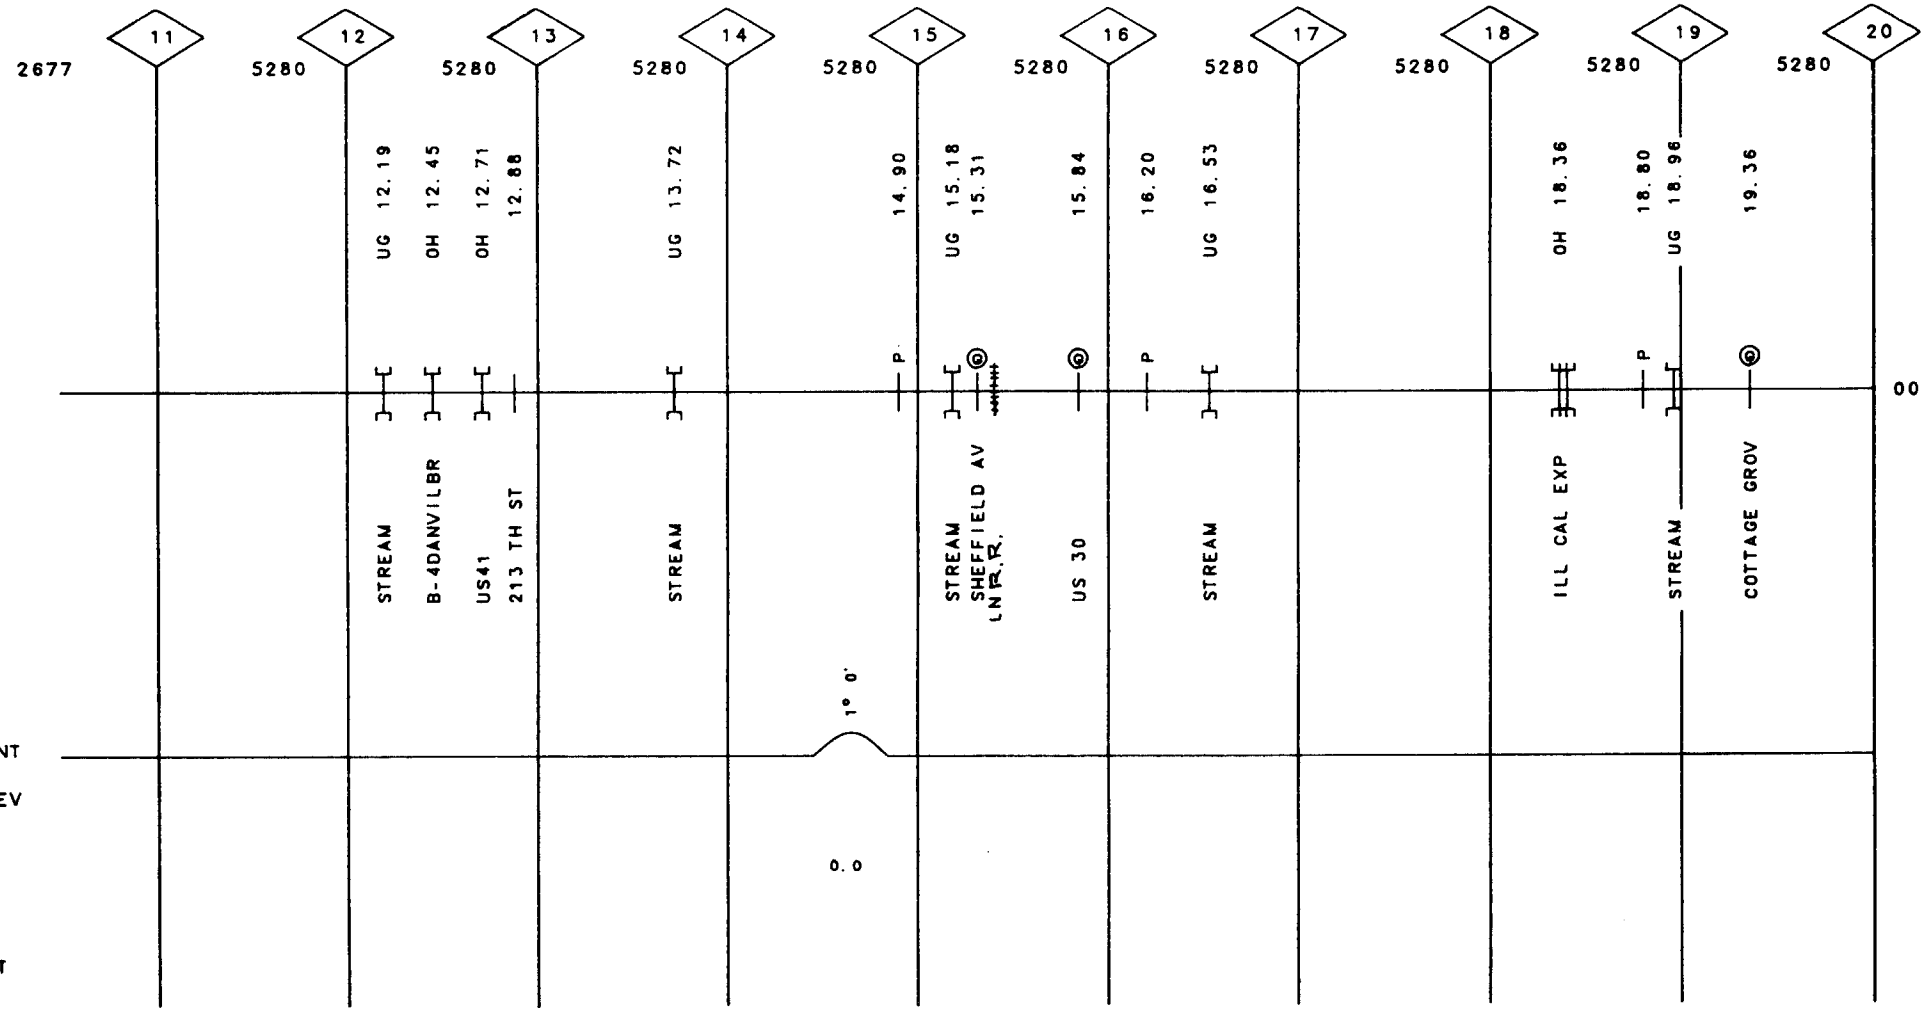 11 12 13 14 15 16 17 18 19 20
2677 5280 5280 5280 5280 5280 5280 5280 5280 5280
UG 12.19
OH 12.45
OH 12.71
12.88
UG 13.72
14.90
UG 15.18
15.31
15.84
16.20
UG 16.53
OH 18.36
18.80
UG 18.96
19.36
P
P
P
00
STREAM
B-4DANVILBR
US41
213 TH ST
STREAM
STREAM
SHEFFIELD AV
LN R.R.
US 30
STREAM
ILL CAL EXP
STREAM
COTTAGE GROV
1° 0'
NT
EV
0.0
T